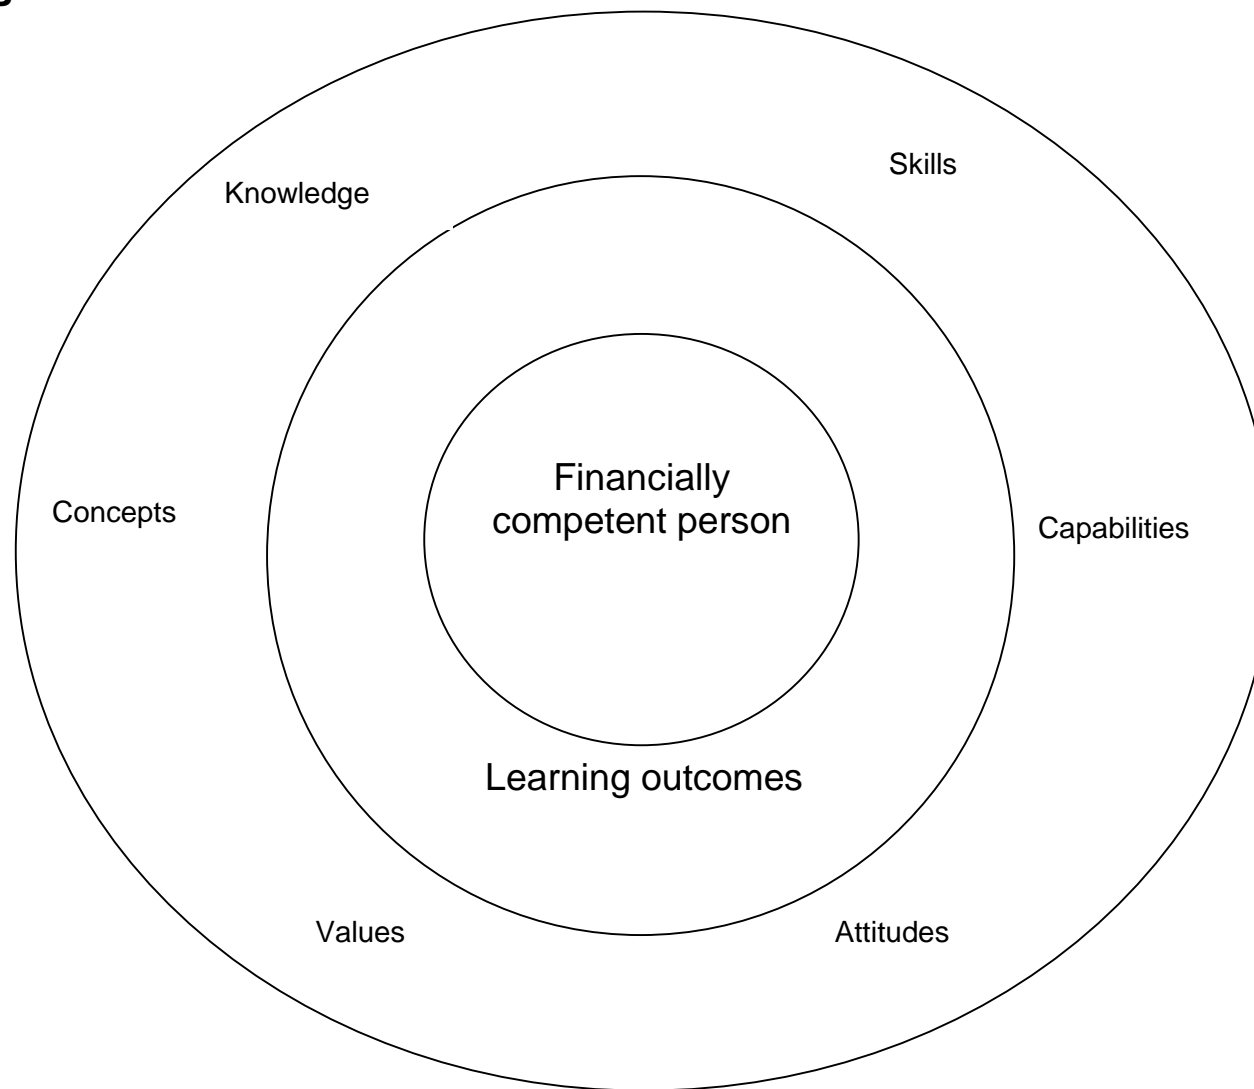 Skills
Knowledge
Financially
competent person
Concepts
Capabilities
Learning outcomes
Values
Attitudes